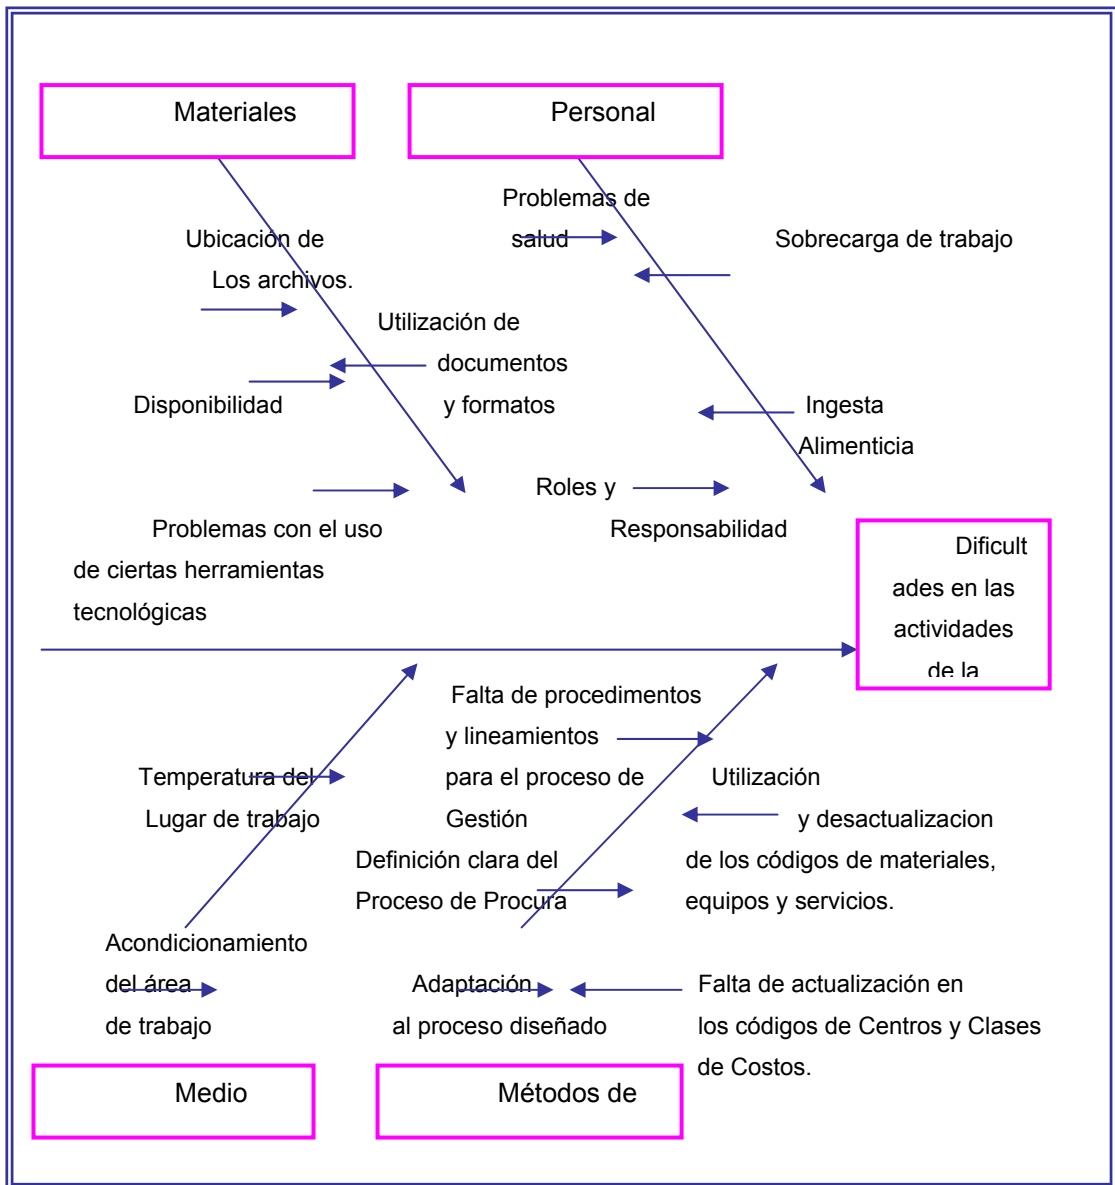 Materiales
Personal
Problemas de
salud
Ubicación de
Los archivos.
Sobrecarga de trabajo
Utilización de
documentos
y formatos
Disponibilidad
Ingesta
Alimenticia
Roles y
Responsabilidad
Problemas con el uso
de ciertas herramientas
tecnológicas
Dificult
ades en las
actividades
de la
Falta de procedimentos
y lineamientos
para el proceso de
Gestión
Temperatura del
Lugar de trabajo
Utilización
y desactualizacion
de los códigos de materiales,
equipos y servicios.
Definición clara del
Proceso de Procura
Acondicionamiento
del área
de trabajo
Adaptación
al proceso diseñado
Falta de actualización en
los códigos de Centros y Clases
de Costos.
Medio
Métodos de